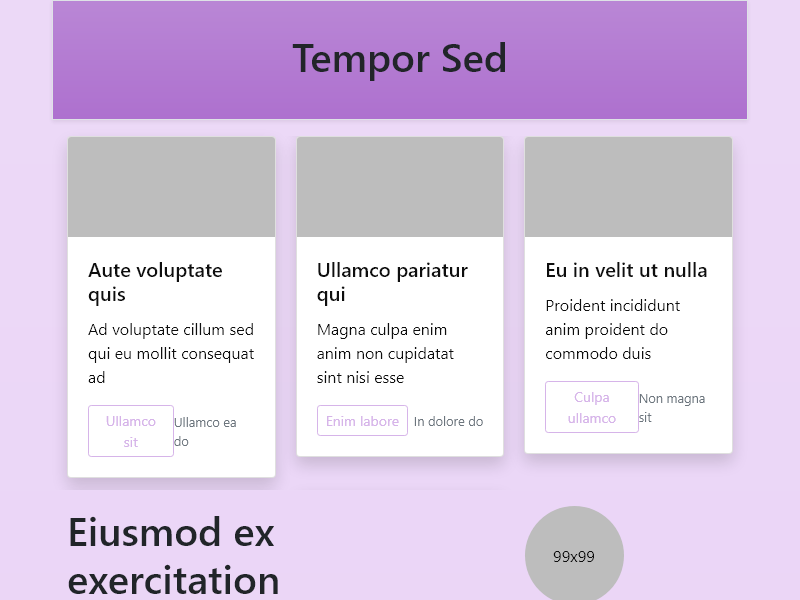 Tempor Sed
Aute voluptate
quis
Ad voluptate cillum sed
qui eu mollit consequat
ad
Ullamco
sit
Ullamco ea
do
Ullamco pariatur
qui
Magna culpa enim
anim non cupidatat
sint nisi esse
Enim labore
In dolore do
Eu in velit ut nulla
Proident incididunt
anim proident do
commodo duis
Culpa
ullamco
Non magna
sit
Eiusmod ex
exercitation
99x99